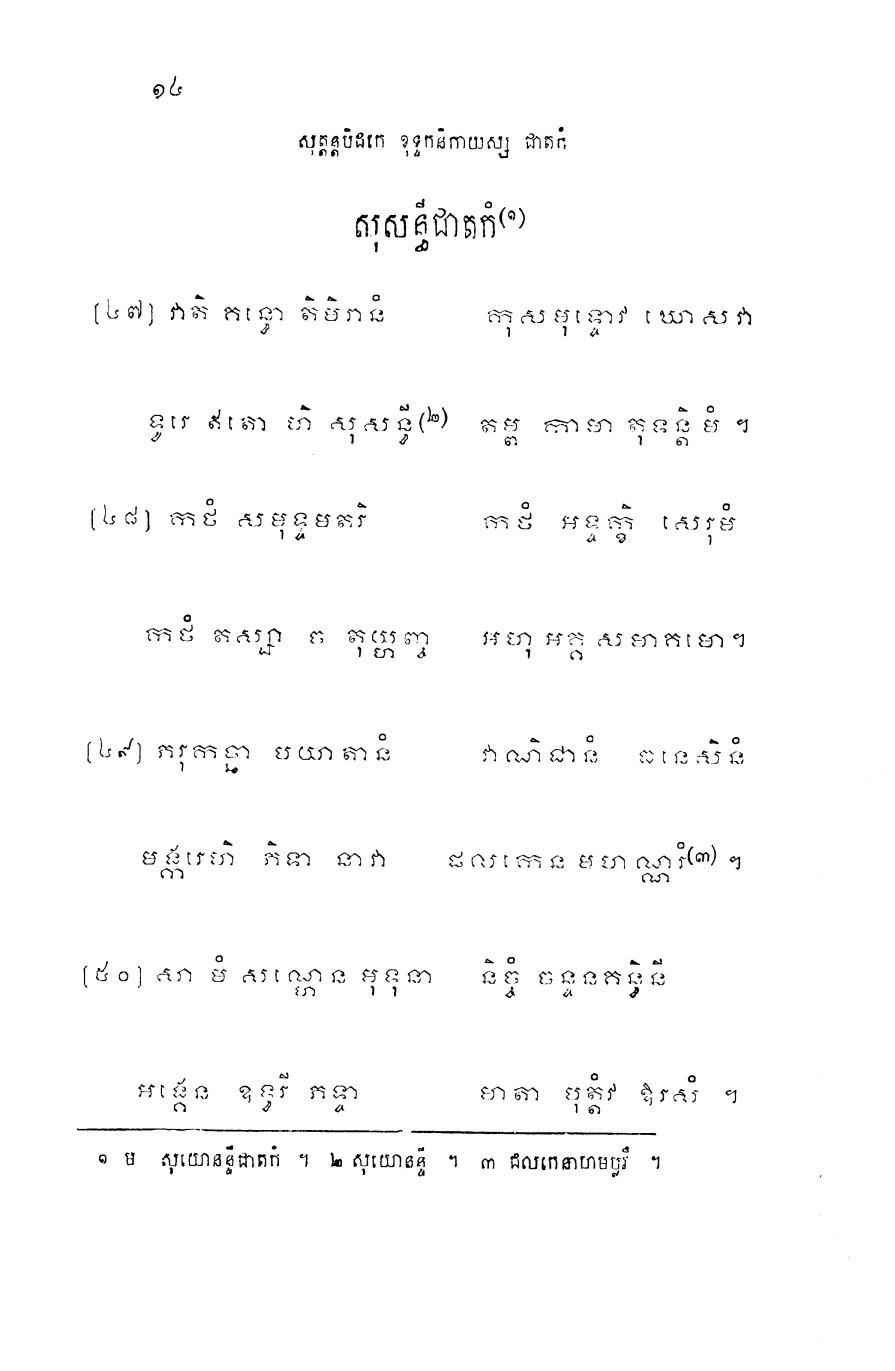 ១៤
សុត្តន្តបិដកេ ខុទ្ទកនិកាយស្ស ជាតកំ
សុសន្ធីជាតកំ(១)
[៤៧] វាតិ គន្ធោ តិមិរានំ កុសមុទ្ទោវ ឃោសវា
ទូរេ ឥតោ ហិ សុសន្ធី(២) តម្ព កាមា តុទន្តិ មំ ។
[៤៨] កថំ សមុទ្ទមតរិ កថំ អទ្ទក្ខិ សេរុមំ
កថំ តស្សា ច តុយ្ហញ្ច អហុ អគ្គ សមាគមោ ។
[៤៩] ភរុកច្ឆា បយាតានំ វាណិជានំ ធនេសិនំ
មង្ការេហិ ភិទា នាវា ផលកេន មហណ្ណវំ(៣) ។
[៥០] សា មំ សណ្ហេន មុទុនា និច្ចំ ចន្ទនគន្ធិនី
អង្កេន ឧទ្ធរី ភទ្ទា មាតា បុត្តំវ ឱរសំ ។
១ ម សុយោនន្ទីជាតកំ ។ ២ សុយោនន្ទី ។ ៣ ផលកេនាហមប្លវឹ ។